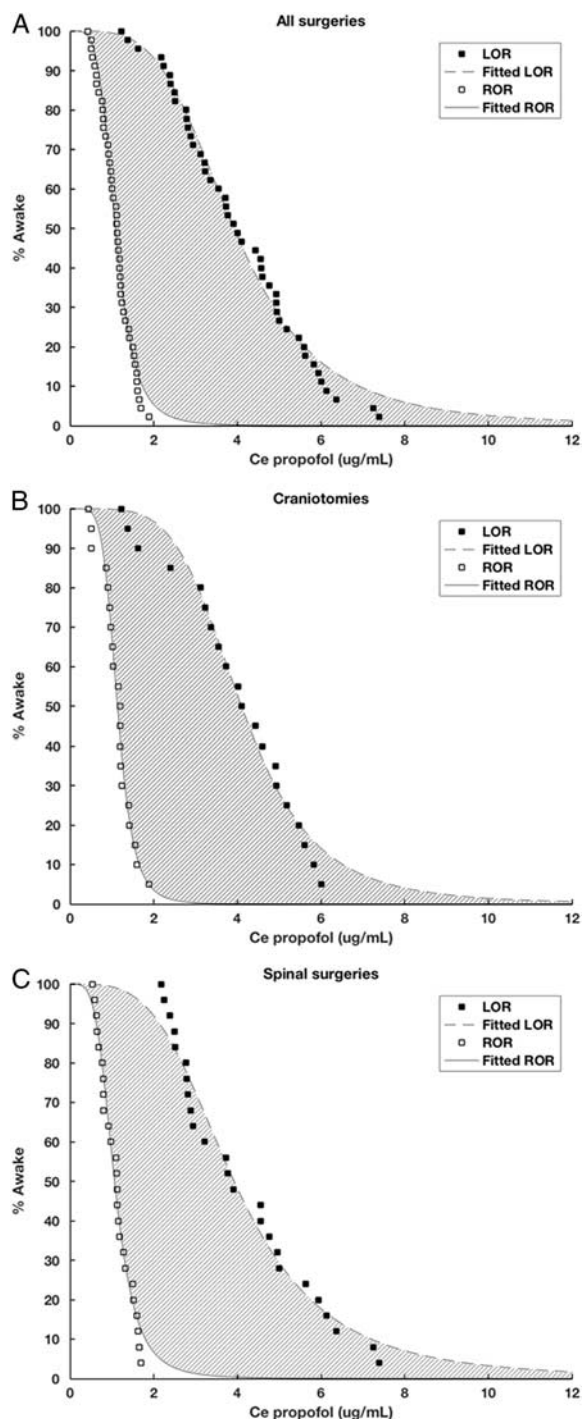 A
All surgeries
LOR
Fitted LOR
ROR
Fitted ROR
100
90
80
70
60
50
40
30
20
10
0
% Awake
0 2 4 6 8 10 12
Ce propofol (ug/mL)
B
Craniotomies
LOR
Fitted LOR
ROR
Fitted ROR
100
90
80
70
60
50
40
30
20
10
0
% Awake
0 2 4 6 8 10 12
Ce propofol (ug/mL)
C
Spinal surgeries
LOR
Fitted LOR
ROR
Fitted ROR
100
90
80
70
60
50
40
30
20
10
0
% Awake
0 2 4 6 8 10 12
Ce propofol (ug/mL)